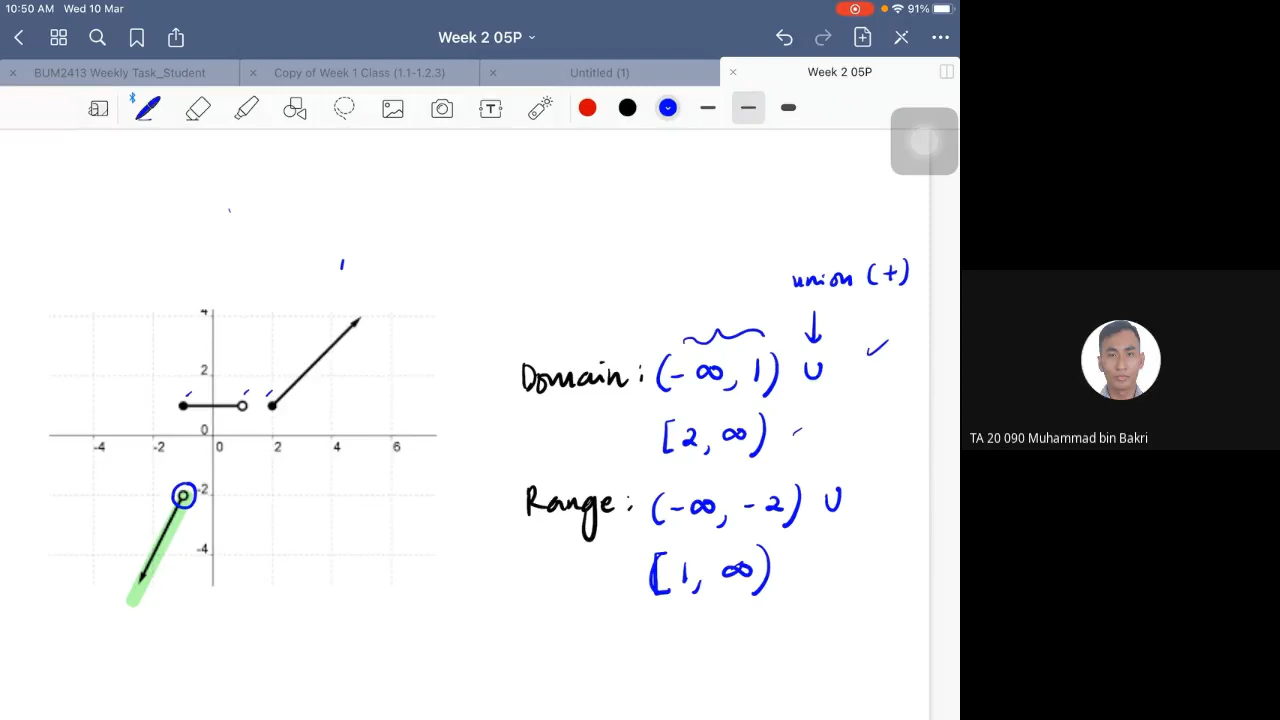 10:50 AM Wed 10 Mar
91%
Week 2 05P
BUM2413 Weekly Task_Student
Copy of Week 1 Class (1.1-1.2.3)
Untitled (1)
Week 2 05P
union (+)
Domain: (-∞, 1) ∪
[2, ∞)
Range: (-∞, -2) ∪
[1, ∞)
4
2
0
-4 -2 0 2 4 6
-2
-4
TA 20 090 Muhammad bin Bakri